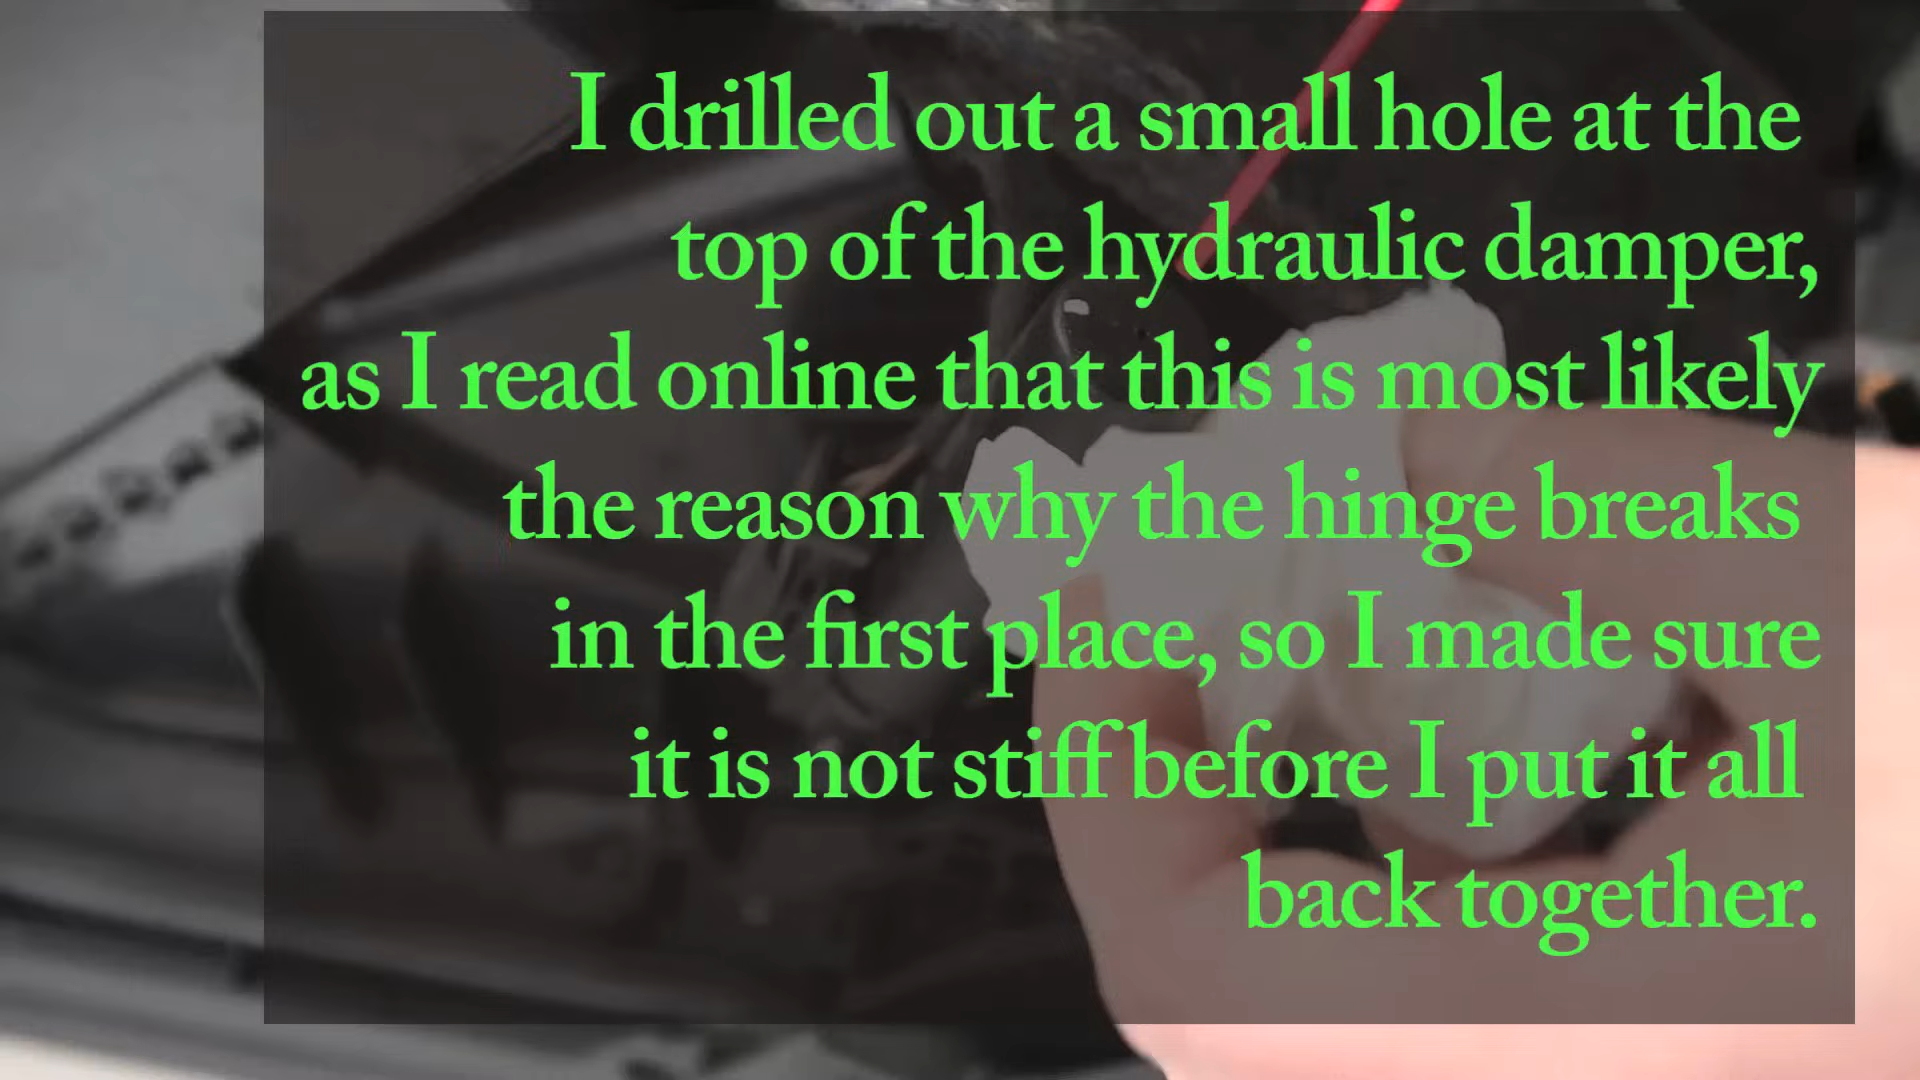 I drilled out a small hole at the
top of the hydraulic damper,
as I read online that this is most likely
the reason why the hinge breaks
in the first place, so I made sure
it is not stiff before I put it all
back together.